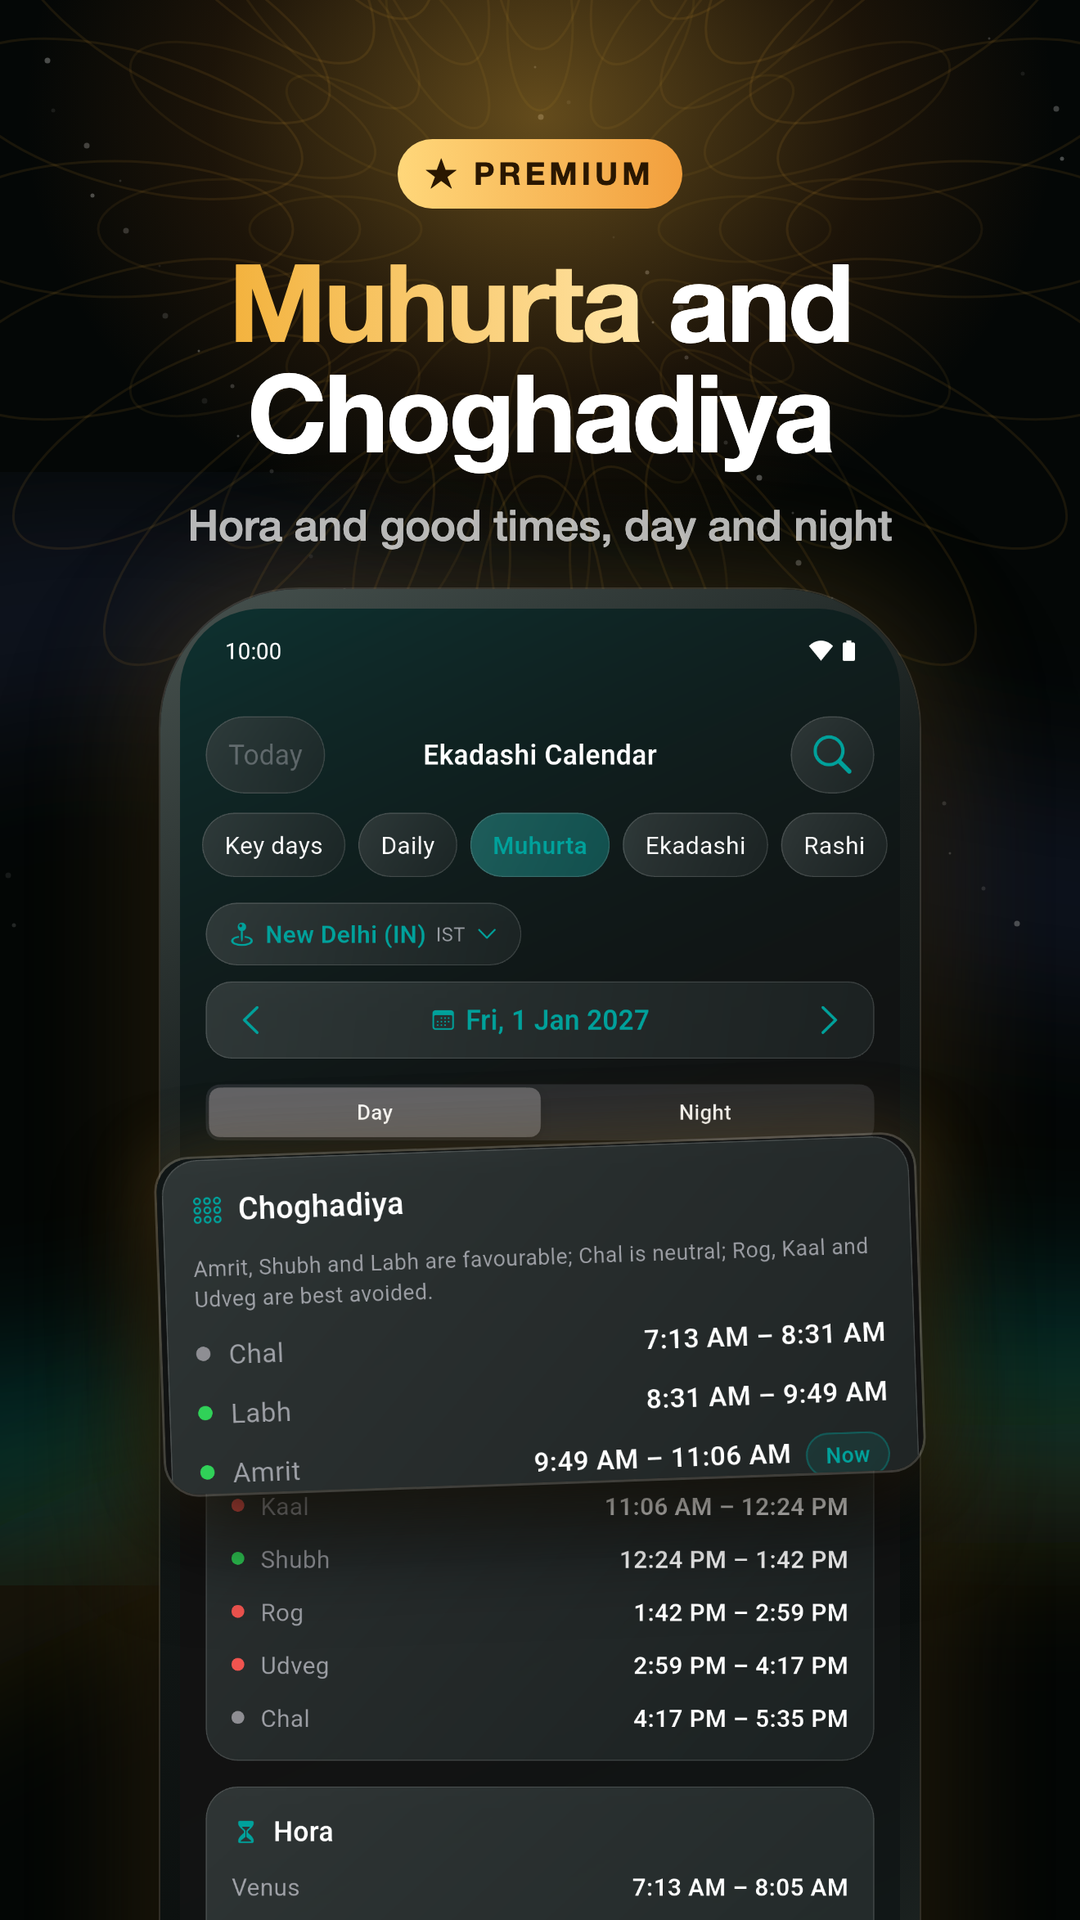 PREMIUM
Muhurta and
Choghadiya
Hora and good times, day and night
10:00
Today
Ekadashi Calendar
Key days
Daily
Muhurta
Ekadashi
Rashi
New Delhi (IN) IST
Fri, 1 Jan 2027
Day
Night
Choghadiya
Amrit, Shubh and Labh are favourable; Chal is neutral; Rog, Kaal and
Udveg are best avoided.
Chal 7:13 AM – 8:31 AM
Labh 8:31 AM – 9:49 AM
Amrit 9:49 AM – 11:06 AM Now
Kaal 11:06 AM – 12:24 PM
Shubh 12:24 PM – 1:42 PM
Rog 1:42 PM – 2:59 PM
Udveg 2:59 PM – 4:17 PM
Chal 4:17 PM – 5:35 PM
Hora
Venus 7:13 AM – 8:05 AM